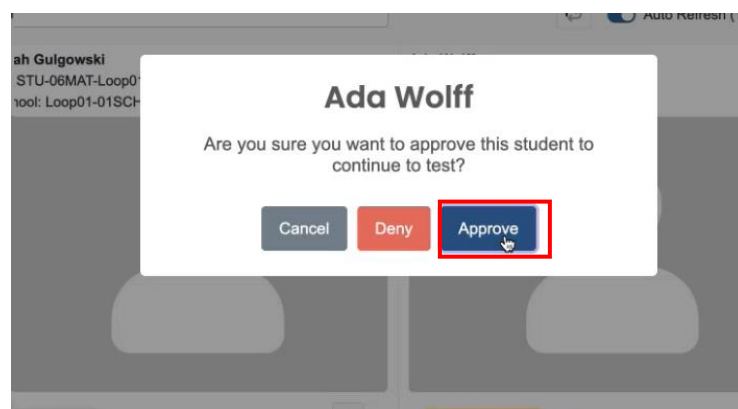 Auto Refresh (
ah Gulgowski
STU-06MAT-Loop01
hool: Loop01-01SCH
Ada Wolff
Are you sure you want to approve this student to
continue to test?
Cancel Deny Approve